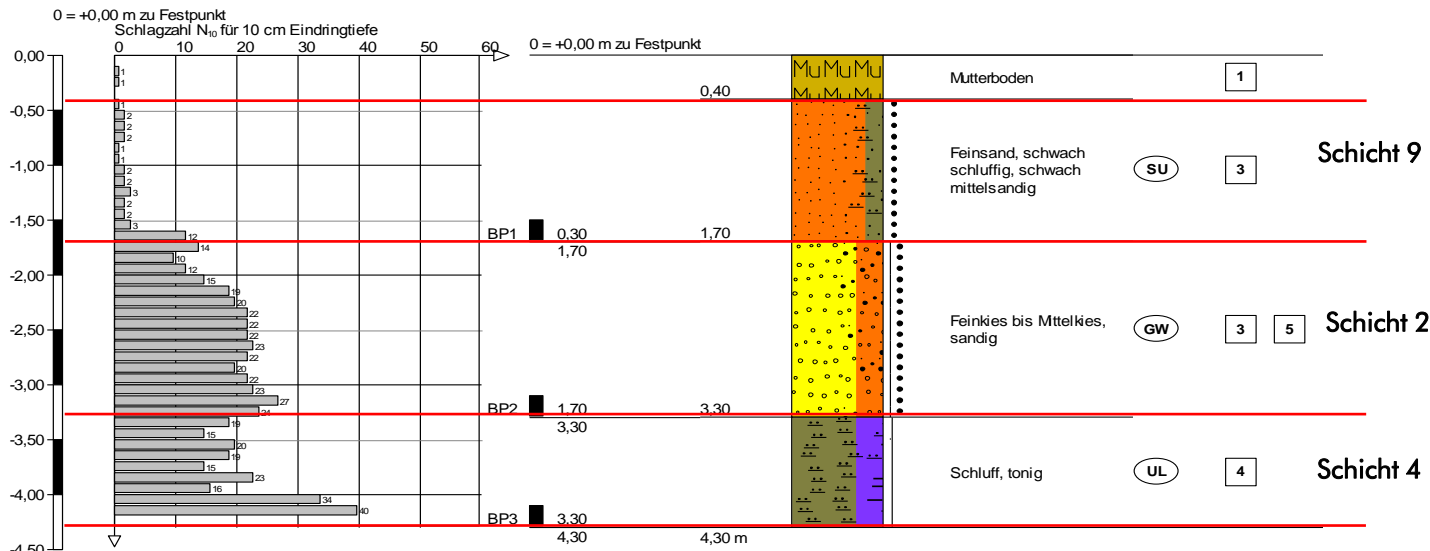 0 = +0,00 m zu Festpunkt
Schlagzahl N₁₀ für 10 cm Eindringtiefe
0 10 20 30 40 50 60
0 = +0,00 m zu Festpunkt
0,00
-0,50
-1,00
-1,50
-2,00
-2,50
-3,00
-3,50
-4,00
-4,50
1
1
1
2
2
2
1
1
2
2
3
2
2
3
12
14
10
12
15
19
20
22
22
22
23
22
20
22
23
27
24
19
15
20
19
15
23
16
34
40
Mu Mu Mu
M M M
0,40
Mutterboden
1
Feinsand, schwach
schluffig, schwach
mittelsandig
SU
3
Schicht 9
BP1
0,30
1,70
1,70
Feinkies bis Mittelkies,
sandig
GW
3 5
Schicht 2
BP2
1,70
3,30
3,30
Schluff, tonig
UL
4
Schicht 4
BP3
3,30
4,30
4,30 m